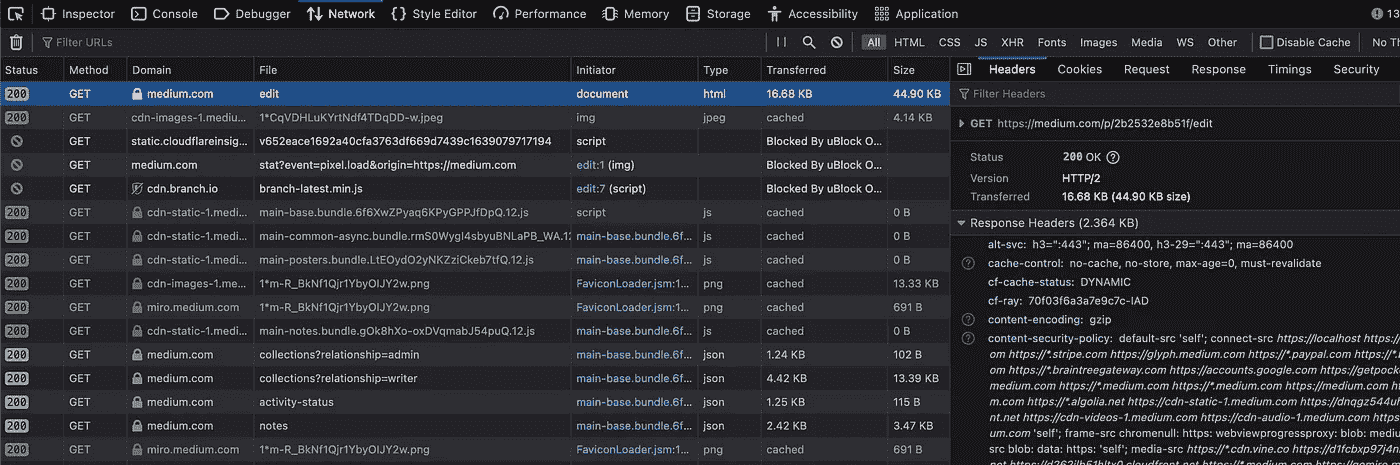 Inspector Console Debugger Network Style Editor Performance Memory Storage Accessibility Application 13
Filter URLs All HTML CSS JS XHR Fonts Images Media WS Other Disable Cache No Th
Status Method Domain File Initiator Type Transferred Size
200 GET medium.com edit document html 16.68 KB 44.90 KB
200 GET cdn-images-1.mediu... 1*CqVDHLuKYrtNdf4TDqDD-w.jpeg img jpeg cached 4.14 KB
GET static.cloudflareinsig... v652eace1692a40cfa3763df669d7439c1639079717194 script Blocked By uBlock O...
GET medium.com stat?event=pixel.load&origin=https://medium.com edit:1 (img) Blocked By uBlock O...
GET cdn.branch.io branch-latest.min.js edit:7 (script) Blocked By uBlock O...
200 GET cdn-static-1.medi... main-base.bundle.6f6XwZPyaq6KPyGPPJfDpQ.12.js script js cached 0 B
200 GET cdn-static-1.medi... main-common-async.bundle.rmS0Wygl4sbyuBNLaPB_WA.12 main-base.bundle.6f... js cached 0 B
200 GET cdn-static-1.medi... main-posters.bundle.LtEOydO2yNKZziCkeb7tfQ.12.js main-base.bundle.6f... js cached 0 B
200 GET cdn-images-1.me... 1*m-R_BkNf1Qjr1YbyOIJY2w.png FaviconLoader.jsm:1... png cached 13.33 KB
200 GET miro.medium.com 1*m-R_BkNf1Qjr1YbyOIJY2w.png FaviconLoader.jsm:1... png cached 691 B
200 GET cdn-static-1.medi... main-notes.bundle.gOk8hXo-oxDVqmabJ54puQ.12.js main-base.bundle.6f... js cached 0 B
200 GET medium.com collections?relationship=admin main-base.bundle.6f... json 1.24 KB 102 B
200 GET medium.com collections?relationship=writer main-base.bundle.6f... json 4.42 KB 13.39 KB
200 GET medium.com activity-status main-base.bundle.6f... json 1.25 KB 115 B
200 GET medium.com notes main-base.bundle.6f... json 2.42 KB 3.47 KB
200 GET miro.medium.com 1*m-R_BkNf1Qjr1YbyOIJY2w.png FaviconLoader.jsm:1... png cached 691 B
Headers Cookies Request Response Timings Security
Filter Headers
GET https://medium.com/p/2b2532e8b51f/edit
Status 200 OK
Version HTTP/2
Transferred 16.68 KB (44.90 KB size)
Response Headers (2.364 KB)
alt-svc: h3=":443"; ma=86400, h3-29=":443"; ma=86400
cache-control: no-cache, no-store, max-age=0, must-revalidate
cf-cache-status: DYNAMIC
cf-ray: 70f03f6a3a7e9c7c-IAD
content-encoding: gzip
content-security-policy: default-src 'self'; connect-src https://localhost https://
om https://*.stripe.com https://glyph.medium.com https://*.paypal.com https://
om https://*.braintreegateway.com https://accounts.google.com https://getpock
medium.com https://*.medium.com https://*.medium.com https://medium.com h
m.com https://*.algolia.net https://cdn-static-1.medium.com https://dnqgz544uh
nt.net https://cdn-videos-1.medium.com https://cdn-audio-1.medium.com https:
um.com 'self'; frame-src chromenull: https: webviewprogressproxy: blob: mediu
src blob: data: https: 'self'; media-src https://*.cdn.vine.co https://d1fcbxp97j4